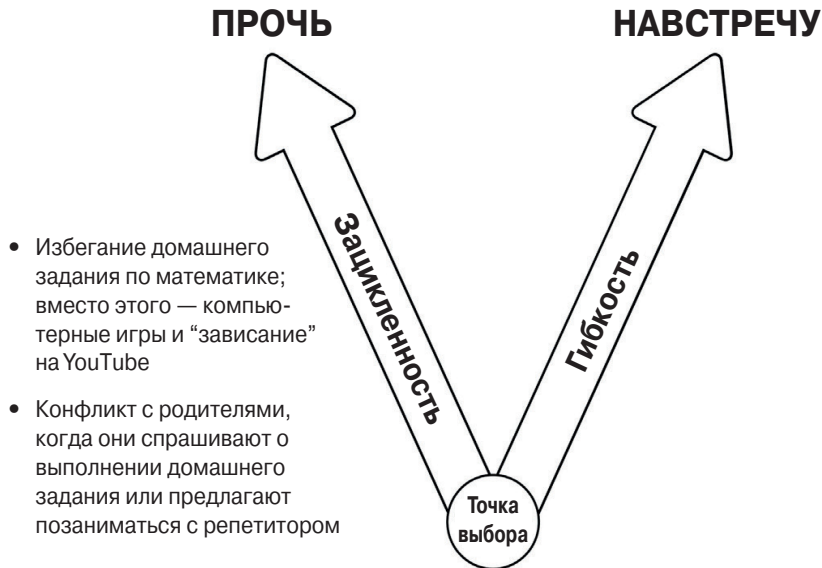 ПРОЧЬ
НАВСТРЕЧУ
Зацикленность
Гибкость
• Избегание домашнего
задания по математике;
вместо этого — компью-
терные игры и “зависание”
на YouTube
• Конфликт с родителями,
когда они спрашивают о
выполнении домашнего
задания или предлагают
позаниматься с репетитором
Точка
выбора